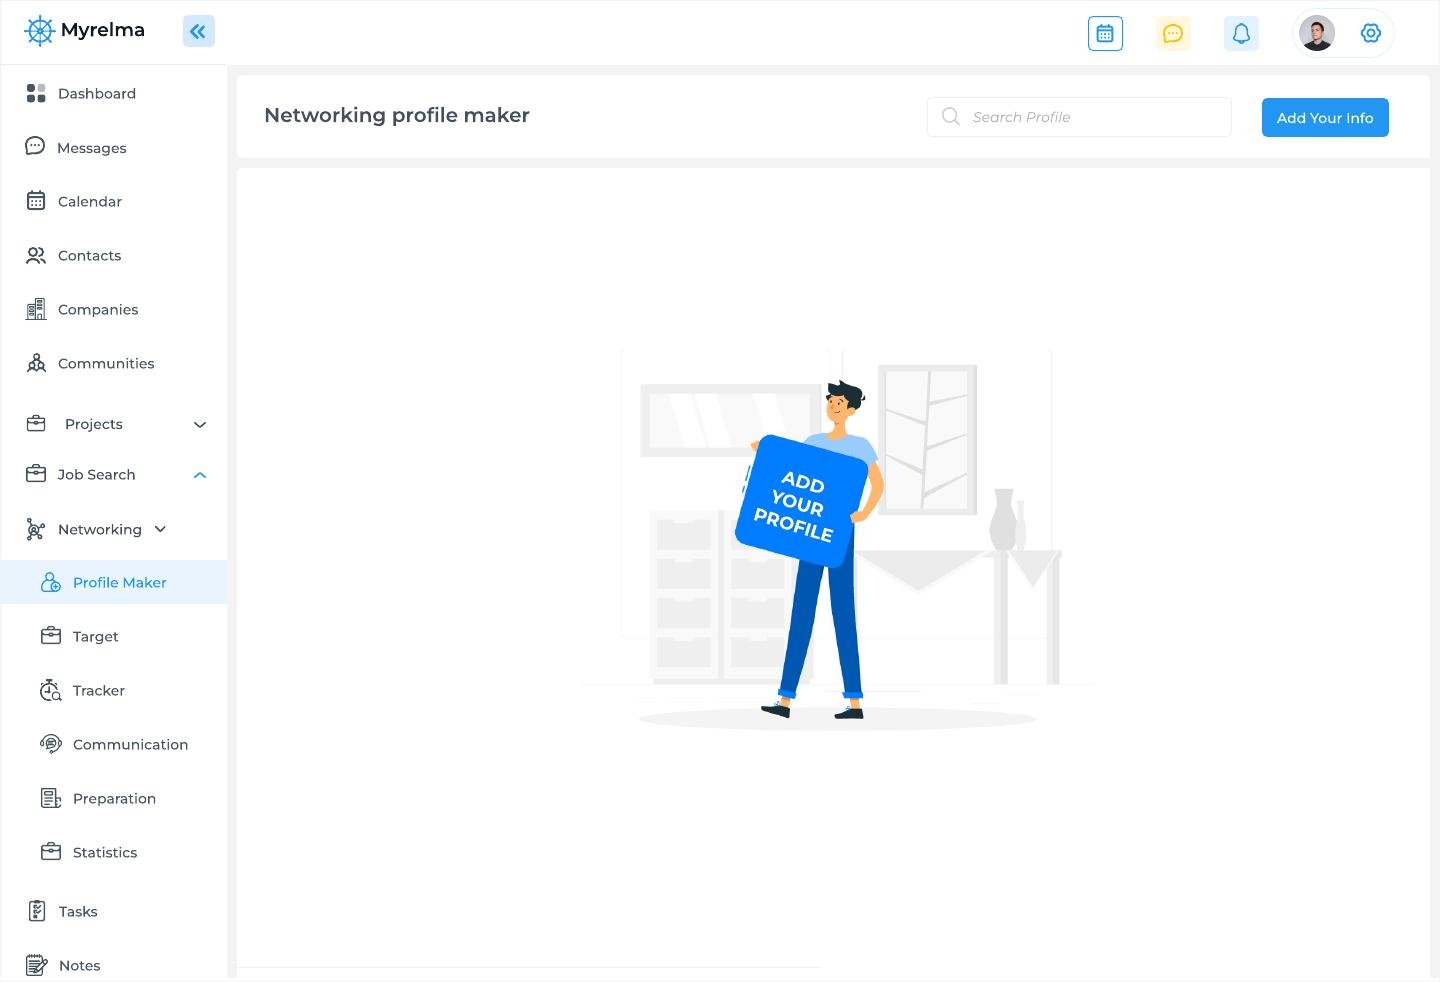 Myrelma
Dashboard
Messages
Calendar
Contacts
Companies
Communities
Projects
Job Search
Networking
Profile Maker
Target
Tracker
Communication
Preparation
Statistics
Tasks
Notes
Networking profile maker
Search Profile
Add Your Info
ADD
YOUR
PROFILE